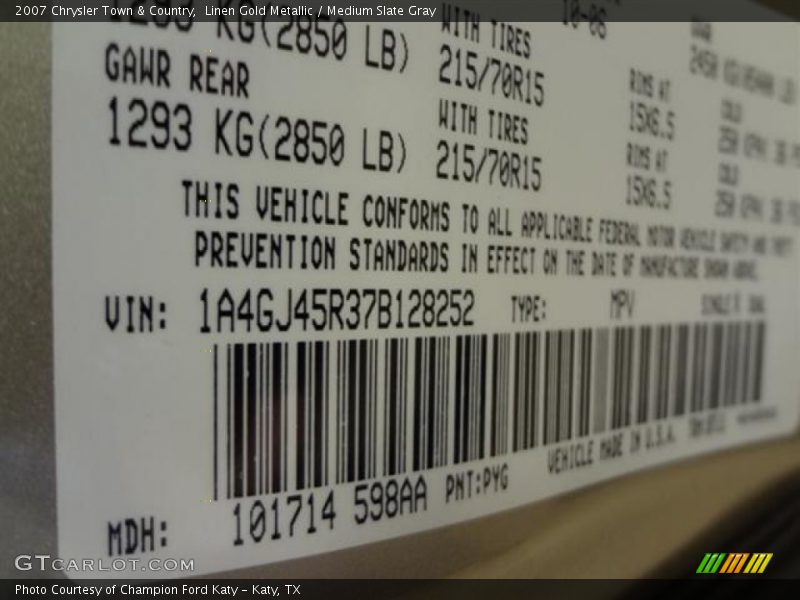 2007 Chrysler Town & Country, Linen Gold Metallic / Medium Slate Gray
KG(2850 LB) WITH TIRES 10-06
215/70R15
GAWR REAR RIMS AT
WITH TIRES 15X6.5 COLD
1293 KG(2850 LB) 215/70R15 RIMS AT
15X6.5 COLD
THIS VEHICLE CONFORMS TO ALL APPLICABLE FEDERAL MOTOR VEHICLE SAFETY AND THEFT
PREVENTION STANDARDS IN EFFECT ON THE DATE OF MANUFACTURE SHOWN ABOVE.
VIN: 1A4GJ45R37B128252 TYPE: MPV
VEHICLE MADE IN U.S.A.
MDH: 101714 598AA PNT:PYG
GTCARLOT.COM
Photo Courtesy of Champion Ford Katy - Katy, TX